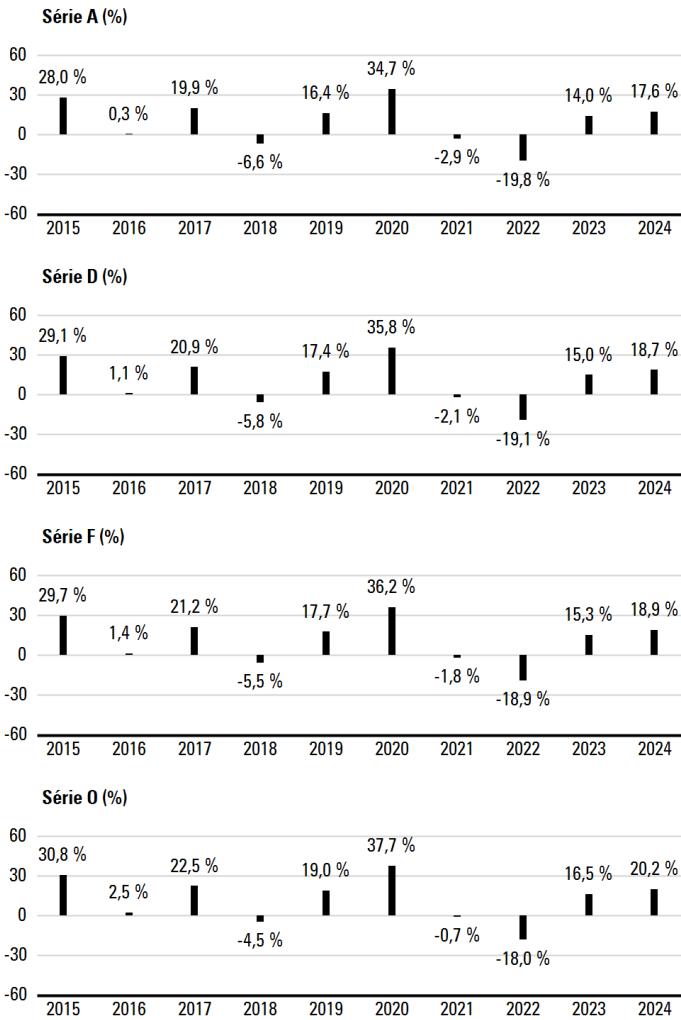 Série A (%)
60
28,0 % 0,3 % 19,9 % -6,6 % 16,4 % 34,7 % -2,9 % -19,8 % 14,0 % 17,6 %
30
0
-30
-60
2015 2016 2017 2018 2019 2020 2021 2022 2023 2024
Série D (%)
60
29,1 % 1,1 % 20,9 % -5,8 % 17,4 % 35,8 % -2,1 % -19,1 % 15,0 % 18,7 %
30
0
-30
-60
2015 2016 2017 2018 2019 2020 2021 2022 2023 2024
Série F (%)
60
29,7 % 1,4 % 21,2 % -5,5 % 17,7 % 36,2 % -1,8 % -18,9 % 15,3 % 18,9 %
30
0
-30
-60
2015 2016 2017 2018 2019 2020 2021 2022 2023 2024
Série O (%)
60
30,8 % 2,5 % 22,5 % -4,5 % 19,0 % 37,7 % -0,7 % -18,0 % 16,5 % 20,2 %
30
0
-30
-60
2015 2016 2017 2018 2019 2020 2021 2022 2023 2024